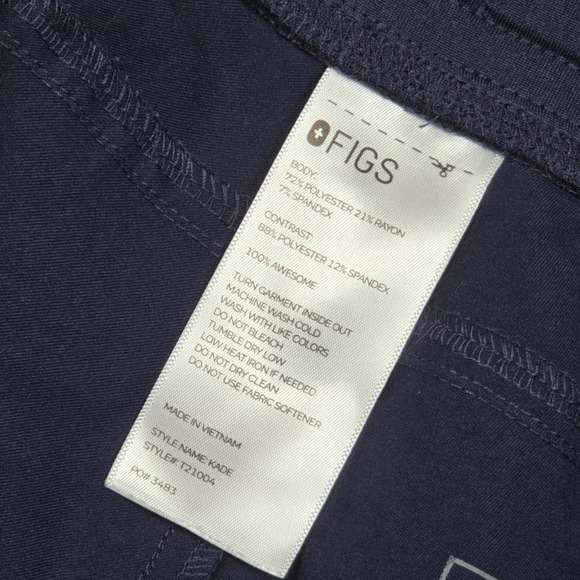 FIGS
BODY:
72% POLYESTER 21% RAYON
7% SPANDEX
CONTRAST:
88% POLYESTER 12% SPANDEX
100% AWESOME
TURN GARMENT INSIDE OUT
MACHINE WASH COLD
WASH WITH LIKE COLORS
DO NOT BLEACH
TUMBLE DRY LOW
LOW HEAT IRON IF NEEDED
DO NOT DRY CLEAN
DO NOT USE FABRIC SOFTENER
MADE IN VIETNAM
STYLE NAME: KADE
STYLE#: T21004
PO# 3483